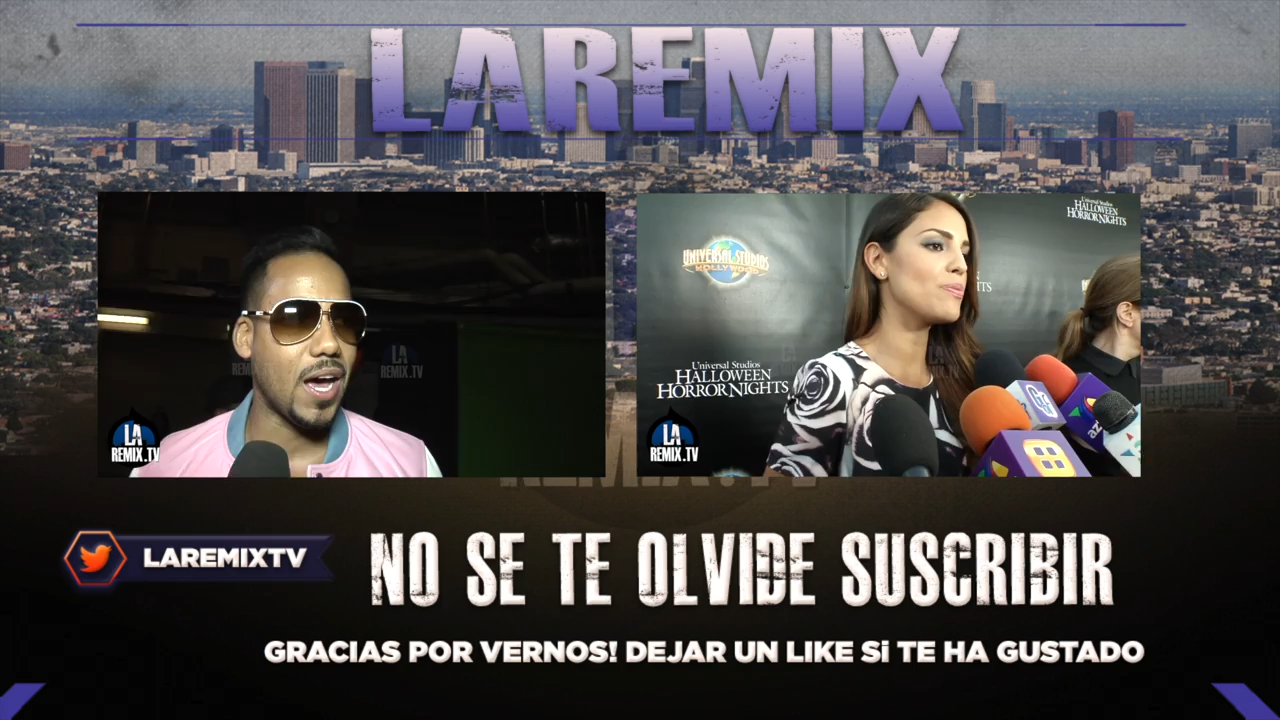 LAREMIX
Universal Studios
HALLOWEEN
HORROR NIGHTS
UNIVERSAL STUDIOS
HOLLYWOOD
Universal Studios
HALLOWEEN
HORROR NIGHTS
LA
REMIX.TV
LA
REMIX.TV
LA
REMIX.TV
LAREMIXTV
NO SE TE OLVIDE SUSCRIBIR
GRACIAS POR VERNOS! DEJAR UN LIKE Si TE HA GUSTADO